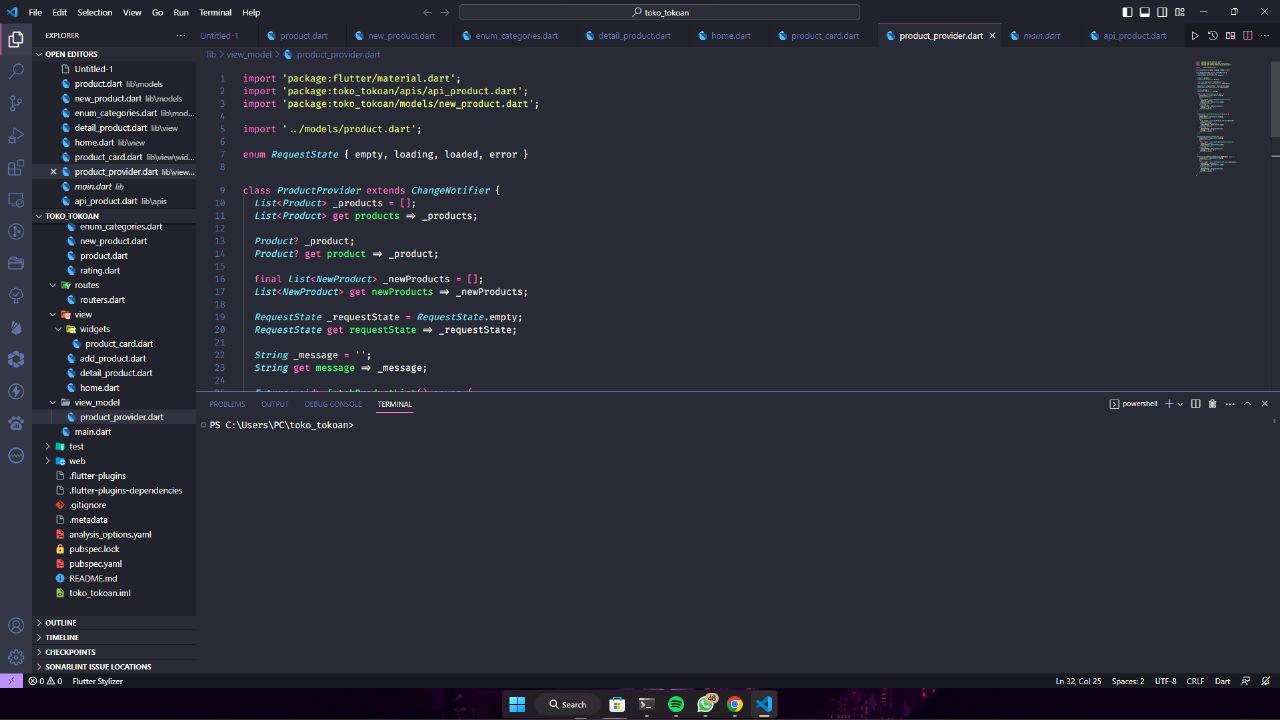 File Edit Selection View Go Run Terminal Help
toko_tokoan
EXPLORER
Untitled-1 product.dart new_product.dart enum_categories.dart detail_product.dart home.dart product_card.dart product_provider.dart main.dart api_product.dart
OPEN EDITORS
Untitled-1
product.dart lib\models
new_product.dart lib\models
enum_categories.dart lib\mod...
detail_product.dart lib\view
home.dart lib\view
product_card.dart lib\view\wid...
product_provider.dart lib\view...
main.dart lib
api_product.dart lib\apis
TOKO_TOKOAN
enum_categories.dart
new_product.dart
product.dart
rating.dart
routes
routers.dart
view
widgets
product_card.dart
add_product.dart
detail_product.dart
home.dart
view_model
product_provider.dart
main.dart
test
web
.flutter-plugins
.flutter-plugins-dependencies
.gitignore
.metadata
analysis_options.yaml
pubspec.lock
pubspec.yaml
README.md
toko_tokoan.iml
OUTLINE
TIMELINE
CHECKPOINTS
SONARLINT ISSUE LOCATIONS
lib > view_model > product_provider.dart
1 import 'package:flutter/material.dart';
2 import 'package:toko_tokoan/apis/api_product.dart';
3 import 'package:toko_tokoan/models/new_product.dart';
4
5 import '../models/product.dart';
6
7 enum RequestState { empty, loading, loaded, error }
8
9 class ProductProvider extends ChangeNotifier {
10 List<Product> _products = [];
11 List<Product> get products => _products;
12
13 Product? _product;
14 Product? get product => _product;
15
16 final List<NewProduct> _newProducts = [];
17 List<NewProduct> get newProducts => _newProducts;
18
19 RequestState _requestState = RequestState.empty;
20 RequestState get requestState => _requestState;
21
22 String _message = '';
23 String get message => _message;
24
PROBLEMS OUTPUT DEBUG CONSOLE TERMINAL
powershell
PS C:\Users\PC\toko_tokoan>
0 0 Flutter Stylizer
Ln 32, Col 25 Spaces: 2 UTF-8 CRLF Dart
Search